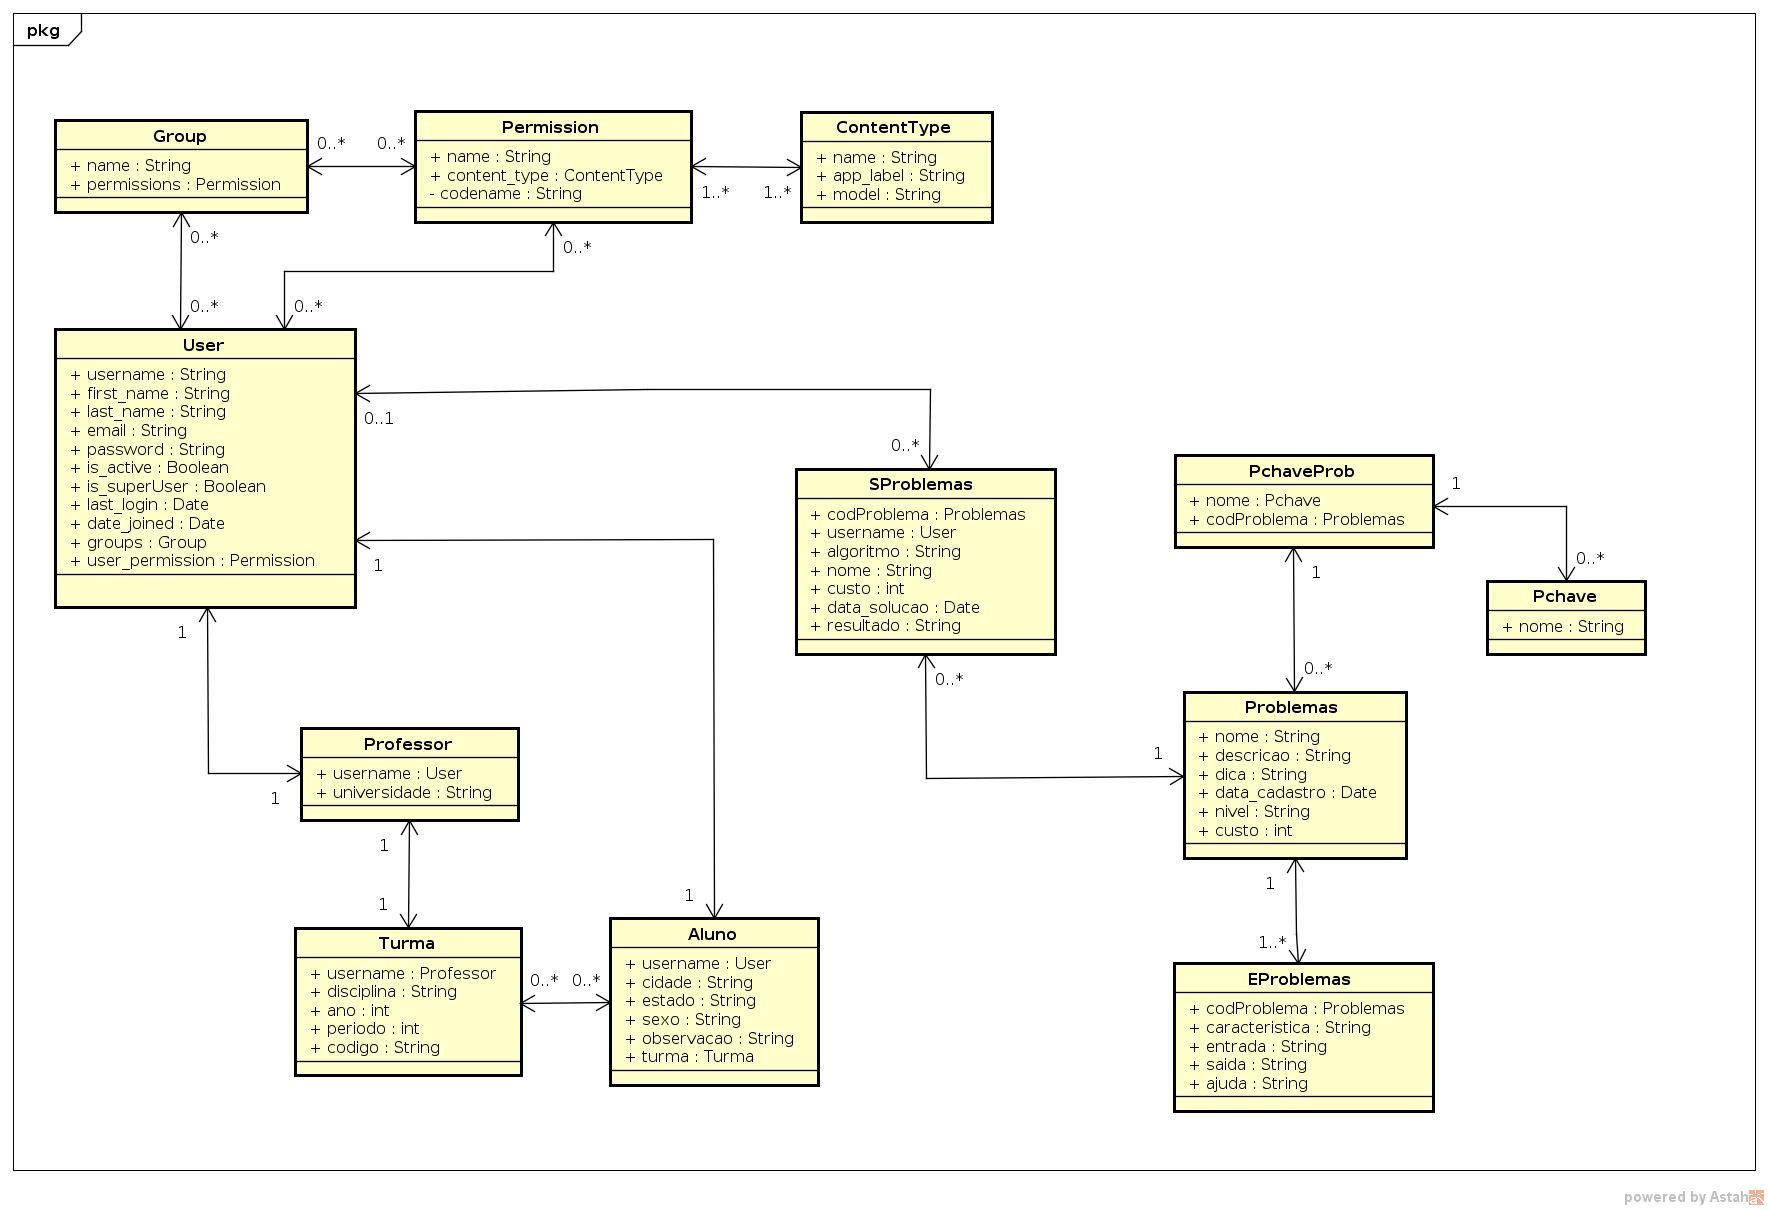 pkg
Group
+ name : String
+ permissions : Permission
0..*
0..*
Permission
+ name : String
+ content_type : ContentType
- codename : String
1..*
1..*
ContentType
+ name : String
+ app_label : String
+ model : String
0..*
0..*
0..*
0..*
User
+ username : String
+ first_name : String
+ last_name : String
+ email : String
+ password : String
+ is_active : Boolean
+ is_superUser : Boolean
+ last_login : Date
+ date_joined : Date
+ groups : Group
+ user_permission : Permission
0..1
0..*
1
1
SProblemas
+ codProblema : Problemas
+ username : User
+ algoritmo : String
+ nome : String
+ custo : int
+ data_solucao : Date
+ resultado : String
0..*
1
PchaveProb
+ nome : Pchave
+ codProblema : Problemas
1
0..*
1
0..*
Pchave
+ nome : String
Problemas
+ nome : String
+ descricao : String
+ dica : String
+ data_cadastro : Date
+ nivel : String
+ custo : int
1
1..*
1
Professor
+ username : User
+ universidade : String
1
1
1
Turma
+ username : Professor
+ disciplina : String
+ ano : int
+ periodo : int
+ codigo : String
0..*
0..*
Aluno
+ username : User
+ cidade : String
+ estado : String
+ sexo : String
+ observacao : String
+ turma : Turma
EProblemas
+ codProblema : Problemas
+ caracteristica : String
+ entrada : String
+ saida : String
+ ajuda : String
powered by Astah